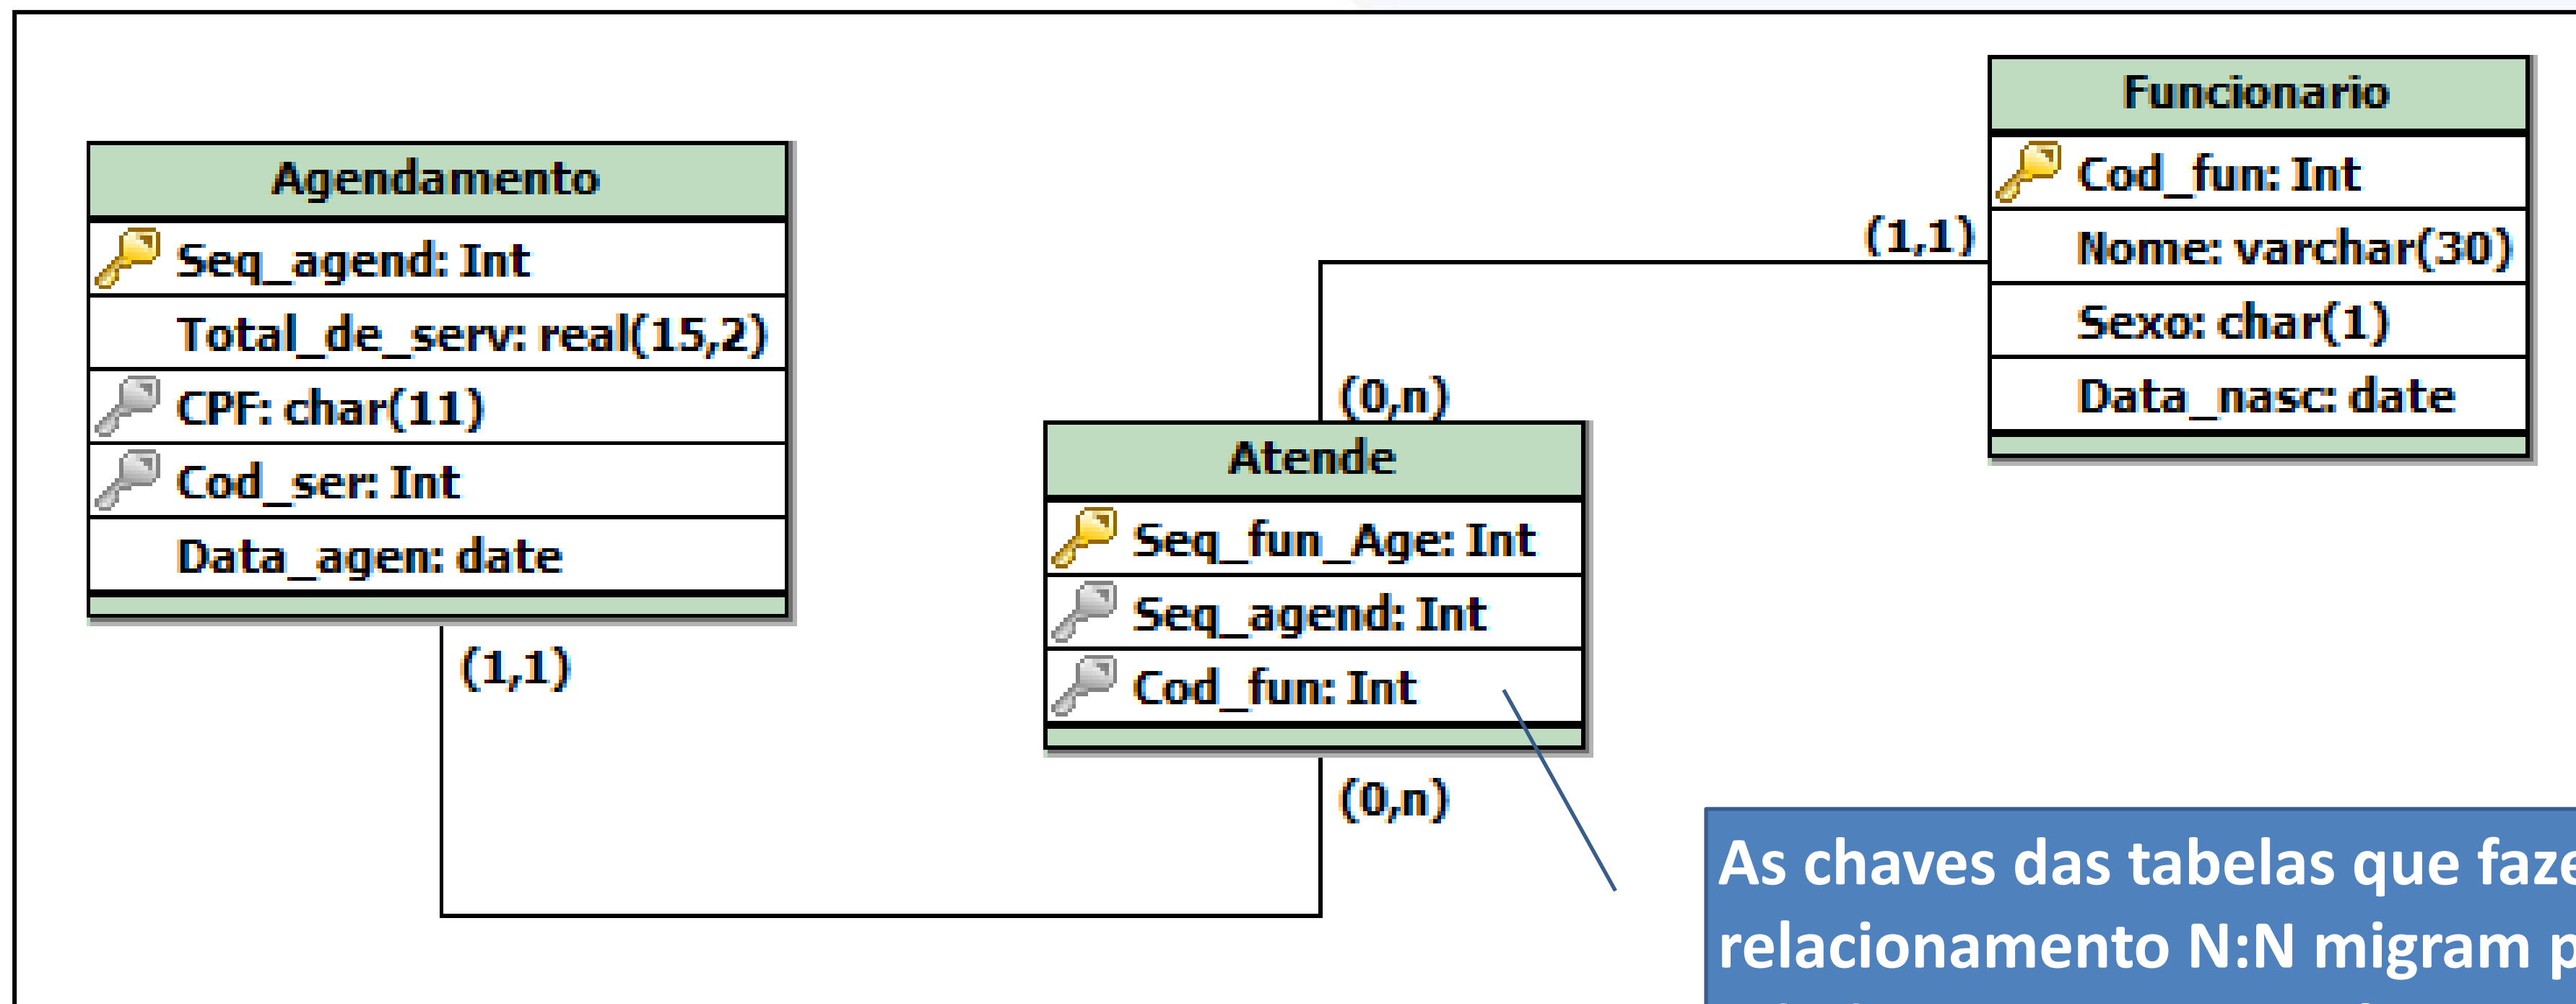 Agendamento
Seq_agend: Int
Total_de_serv: real(15,2)
CPF: char(11)
Cod_ser: Int
Data_agen: date
(1,1)
Funcionario
Cod_fun: Int
Nome: varchar(30)
Sexo: char(1)
Data_nasc: date
(1,1)
(0,n)
Atende
Seq_fun_Age: Int
Seq_agend: Int
Cod_fun: Int
(0,n)
As chaves das tabelas que faze
relacionamento N:N migram p